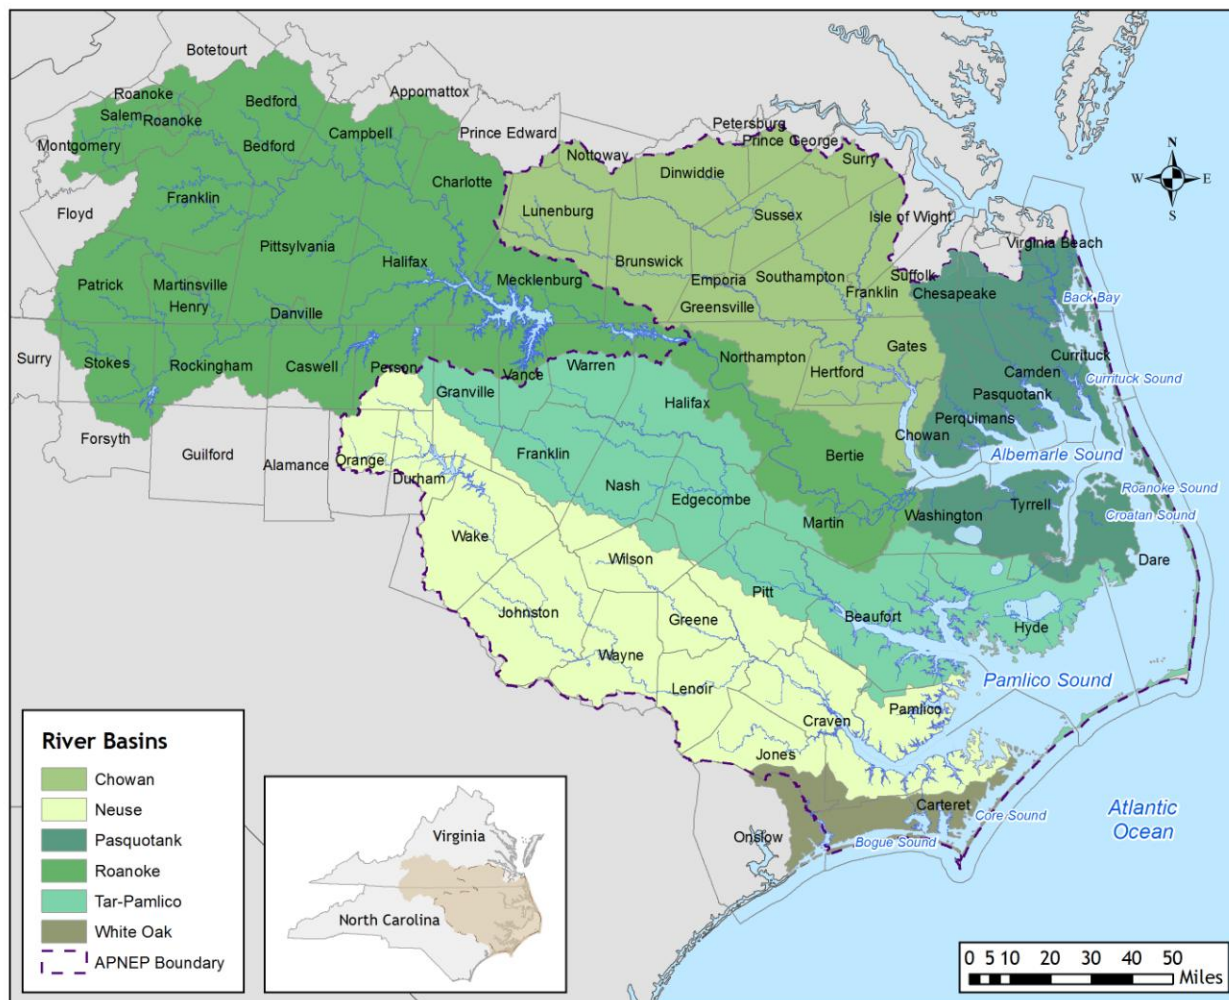 Botetourt
Roanoke
Bedford
Appomattox
Salem
Roanoke
Campbell
Prince Edward
Petersburg
Prince George
Montgomery
Bedford
Nottoway
Surry
N
Charlotte
Dinwiddie
W
E
Franklin
Floyd
Lunenburg
Sussex
Isle of Wight
S
Pittsylvania
Virginia Beach
Halifax
Brunswick
Mecklenburg
Emporia
Southampton
Suffolk
Patrick
Martinsville
Franklin
Chesapeake
Back Bay
Henry
Danville
Greensville
Surry
Stokes
Rockingham
Caswell
Person
Vance
Warren
Northampton
Gates
Currituck
Granville
Hertford
Camden
Currituck Sound
Pasquotank
Halifax
Perquimans
Forsyth
Guilford
Alamance
Orange
Durham
Franklin
Chowan
Albemarle Sound
Bertie
Nash
Edgecombe
Roanoke Sound
Martin
Washington
Tyrrell
Croatan Sound
Wake
Wilson
Dare
Pitt
Johnston
Greene
Beaufort
Hyde
Wayne
Lenoir
Pamlico Sound
Pamlico
Craven
Jones
Carteret
Core Sound
Atlantic
Ocean
Onslow
Bogue Sound
River Basins
Chowan
Neuse
Pasquotank
Roanoke
Tar-Pamlico
White Oak
APNEP Boundary
Virginia
North Carolina
0 5 10 20 30 40 50
Miles